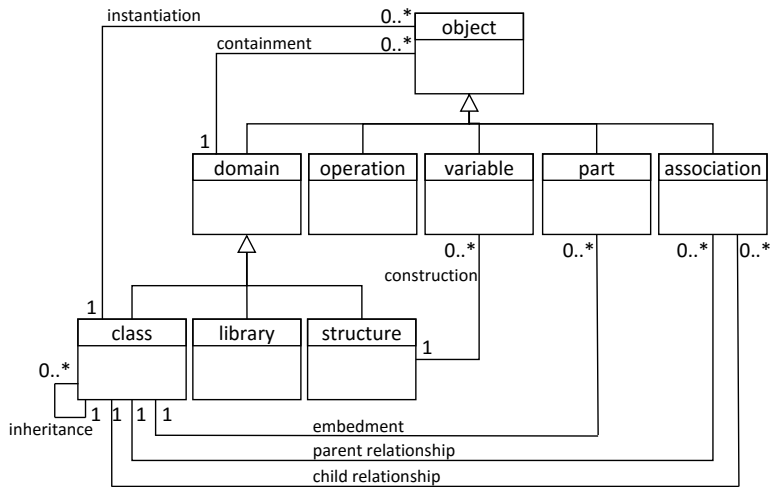 instantiation
0..*
object
containment
0..*
1
domain
operation
variable
part
association
0..*
0..*
0..*
0..*
construction
1
class
library
structure
1
0..*
1
1
1
1
inheritance
embedment
parent relationship
child relationship